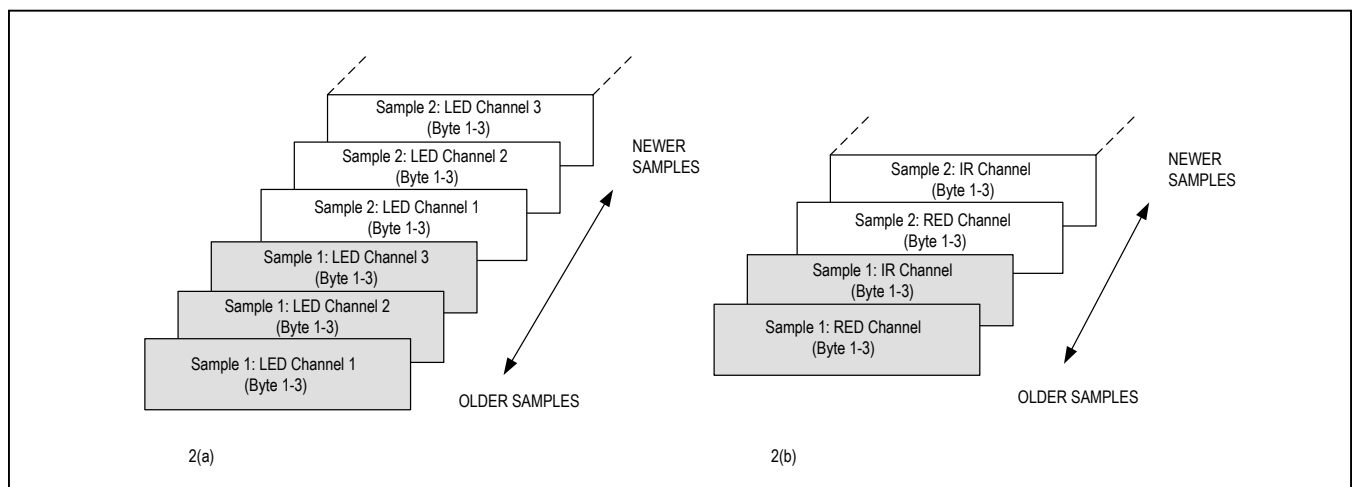 Sample 2: LED Channel 3
(Byte 1-3)
Sample 2: LED Channel 2
(Byte 1-3)
Sample 2: LED Channel 1
(Byte 1-3)
Sample 1: LED Channel 3
(Byte 1-3)
Sample 1: LED Channel 2
(Byte 1-3)
Sample 1: LED Channel 1
(Byte 1-3)
NEWER
SAMPLES
OLDER SAMPLES
2(a)
Sample 2: IR Channel
(Byte 1-3)
Sample 2: RED Channel
(Byte 1-3)
Sample 1: IR Channel
(Byte 1-3)
Sample 1: RED Channel
(Byte 1-3)
NEWER
SAMPLES
OLDER SAMPLES
2(b)